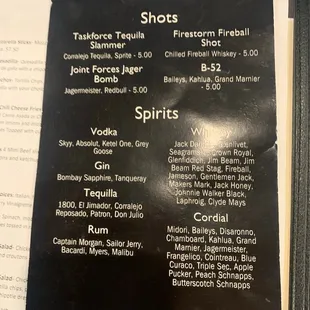 Shots
Taskforce Tequila
Slammer
Corralejo Tequila, Sprite - 5.00
Firestorm Fireball
Shot
Chilled Fireball Whiskey - 5.00
Joint Forces Jager
Bomb
Jagermeister, Redbull - 5.00
B-52
Baileys, Kahlua, Grand Marnier
- 5.00
Spirits
Vodka
Skyy, Absolut, Ketel One, Grey
Goose
Gin
Bombay Sapphire, Tanqueray
Tequilla
1800, El Jimador, Corralejo
Reposado, Patron, Don Julio
Rum
Captain Morgan, Sailor Jerry,
Bacardi, Myers, Malibu
Jack
Seagrams, Crown Royal,
Glenfiddich, Jim Beam, Jim
Beam Red Stag, Fireball,
Jameson, Gentlemen Jack,
Makers Mark, Jack Honey,
Johnnie Walker Black,
Laphroig, Clyde Mays
Cordial
Midori, Baileys, Disaronno,
Chamboard, Kahlua, Grand
Marnier, Jagermeister,
Frangelico, Cointreau, Blue
Curaco, Triple Sec, Apple
Pucker, Peach Schnapps,
Butterscotch Schnapps